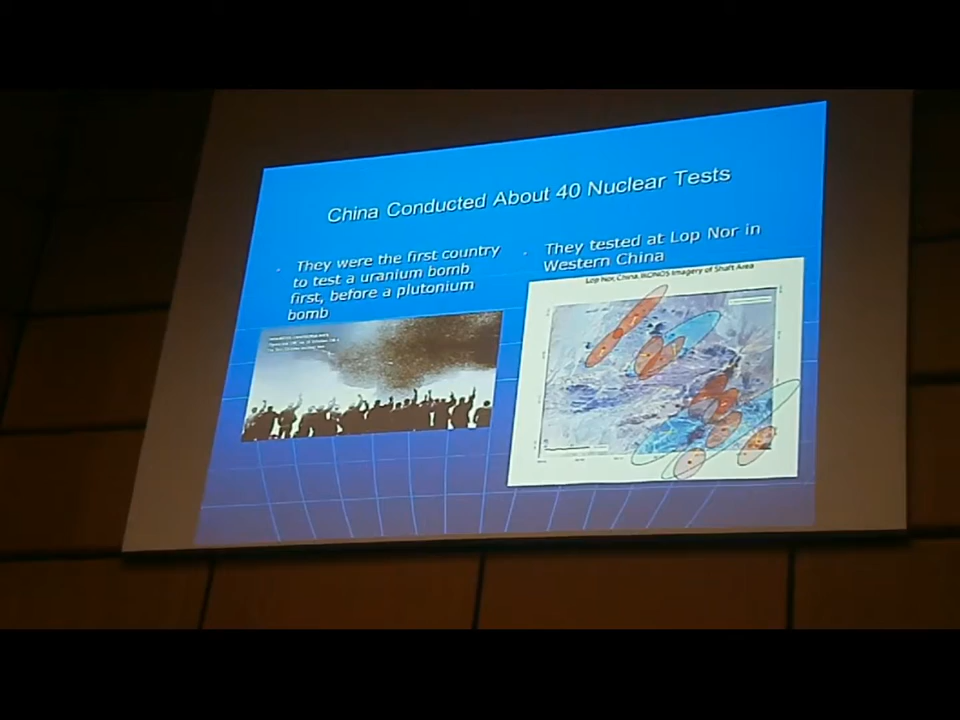 China Conducted About 40 Nuclear Tests
They were the first country
to test a uranium bomb
first, before a plutonium
bomb
They tested at Lop Nor in
Western China
Lop Nor, China, IKONOS Imagery of Shaft Area